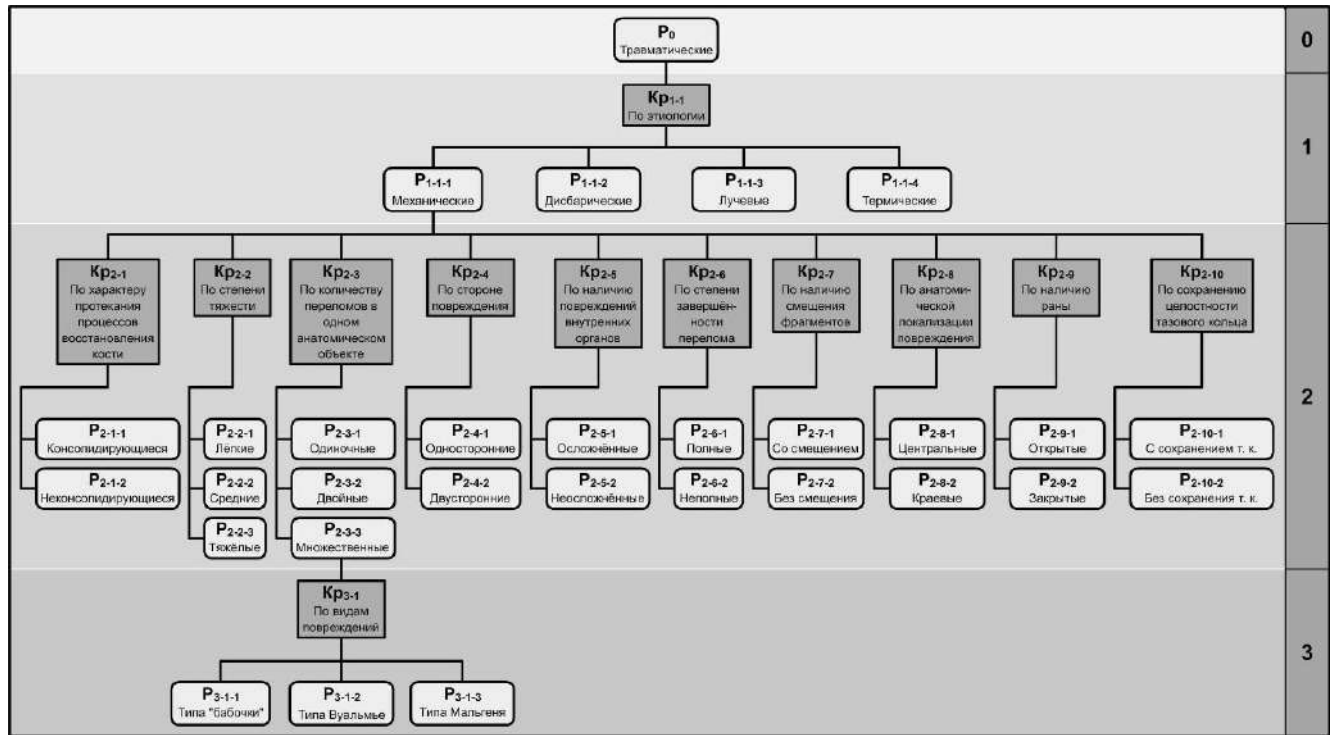 P0
Травматические
0
Кр1-1
По этиологии
1
P1-1-1
Механические
P1-1-2
Дисбарические
P1-1-3
Лучевые
P1-1-4
Термические
Кр2-1
По характеру
протекания
процессов
восстановления
кости
Кр2-2
По степени
тяжести
Кр2-3
По количеству
переломов в
одном
анатомическом
объекте
Кр2-4
По стороне
повреждения
Кр2-5
По наличию
повреждений
внутренних
органов
Кр2-6
По степени
завершён-
ности
перелома
Кр2-7
По наличию
смещения
фрагментов
Кр2-8
По анатоми-
ческой
локализации
повреждения
Кр2-9
По наличию
раны
Кр2-10
По сохранению
целостности
тазового кольца
2
P2-1-1
Консолидирующиеся
P2-2-1
Лёгкие
P2-3-1
Одиночные
P2-4-1
Односторонние
P2-5-1
Осложнённые
P2-6-1
Полные
P2-7-1
Со смещением
P2-8-1
Центральные
P2-9-1
Открытые
P2-10-1
С сохранением т. к.
P2-1-2
Неконсолидирующиеся
P2-2-2
Средние
P2-3-2
Двойные
P2-4-2
Двусторонние
P2-5-2
Неосложнённые
P2-6-2
Неполные
P2-7-2
Без смещения
P2-8-2
Краевые
P2-9-2
Закрытые
P2-10-2
Без сохранения т. к.
P2-2-3
Тяжёлые
P2-3-3
Множественные
Кр3-1
По видам
повреждений
3
P3-1-1
Типа "бабочки"
P3-1-2
Типа Вуальмье
P3-1-3
Типа Мальгеня